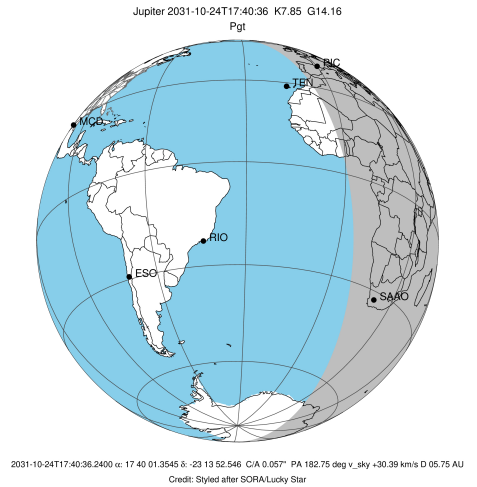 Jupiter 2031-10-24T17:40:36 K7.85 G14.16
Pgt
PIC
TEN
MCD
RIO
ESO
SAAO
2031-10-24T17:40:36.2400 α: 17 40 01.3545 δ: -23 13 52.546 C/A 0.057" PA 182.75 deg v_sky +30.39 km/s D 05.75 AU
Credit: Styled after SORA/Lucky Star